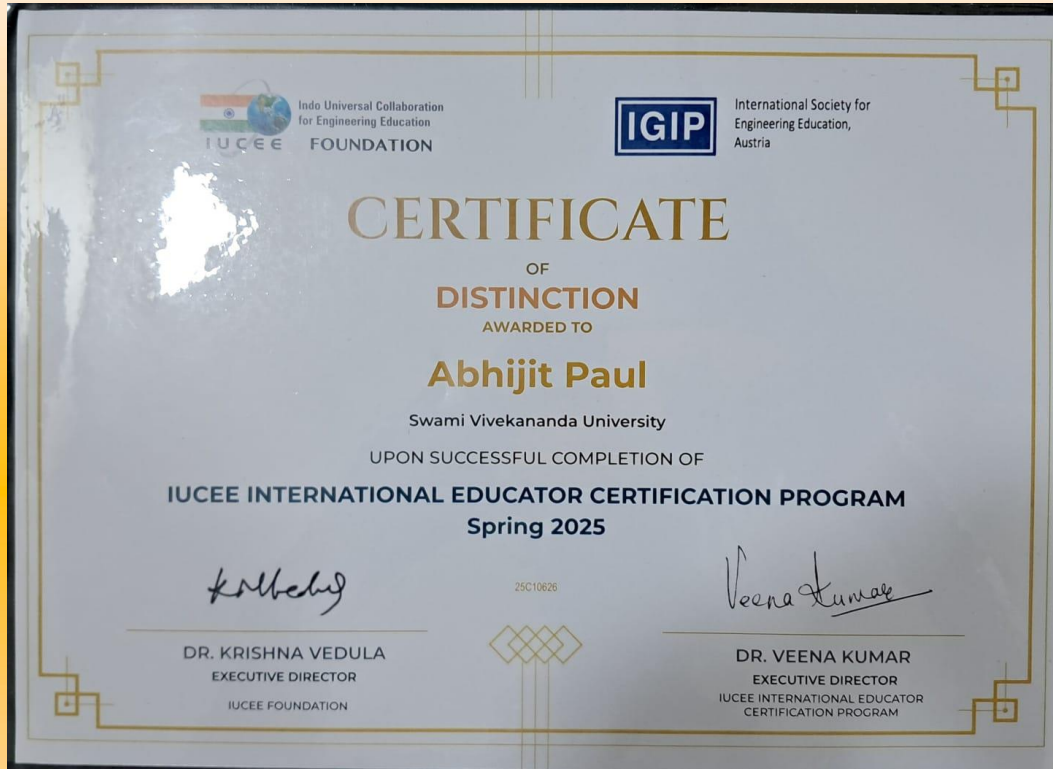 Indo Universal Collaboration
for Engineering Education
IUCEE FOUNDATION
IGIP
International Society for
Engineering Education,
Austria
CERTIFICATE
OF
DISTINCTION
AWARDED TO
Abhijit Paul
Swami Vivekananda University
UPON SUCCESSFUL COMPLETION OF
IUCEE INTERNATIONAL EDUCATOR CERTIFICATION PROGRAM
Spring 2025
25C10626
Veena Kumar
DR. KRISHNA VEDULA
EXECUTIVE DIRECTOR
IUCEE FOUNDATION
DR. VEENA KUMAR
EXECUTIVE DIRECTOR
IUCEE INTERNATIONAL EDUCATOR
CERTIFICATION PROGRAM